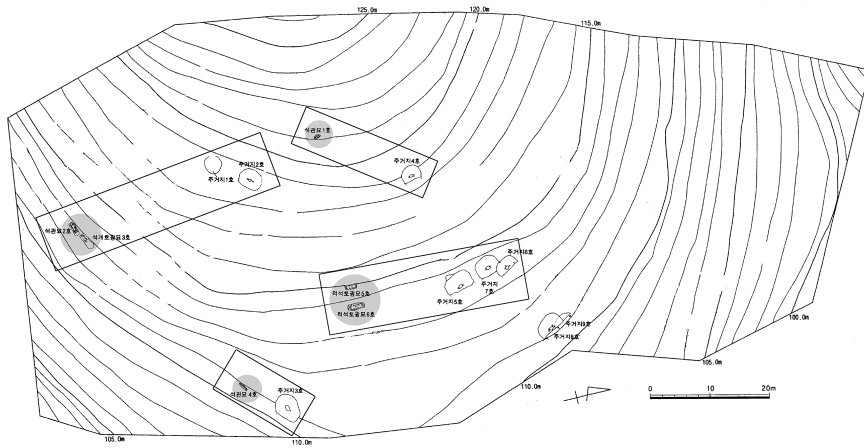 125.0m
120.0m
115.0m
석관묘1호
주거지2호
주거지4호
주거지1호
석관묘2호
석개토광묘3호
주거지6호
적석토광묘5호
주거지
7호
주거지5호
적석토광묘6호
주거지9호
주거지8호
100.0m
105.0m
110.0m
석관묘 4호
주거지3호
0 10 20m
105.0m
110.0m